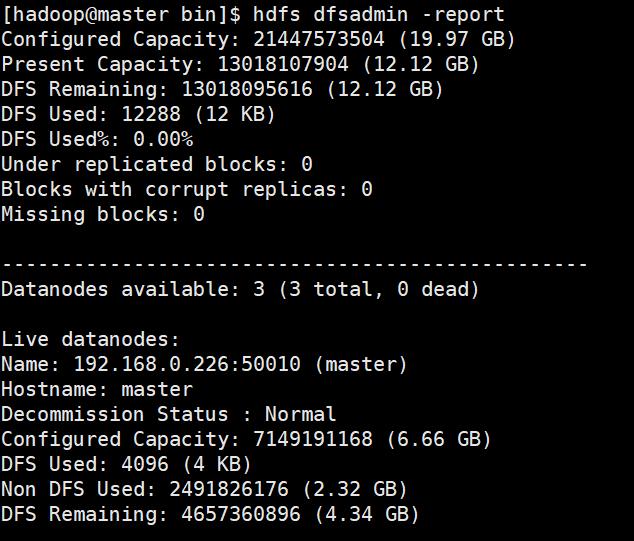 [hadoop@master bin]$ hdfs dfsadmin -report
Configured Capacity: 21447573504 (19.97 GB)
Present Capacity: 13018107904 (12.12 GB)
DFS Remaining: 13018095616 (12.12 GB)
DFS Used: 12288 (12 KB)
DFS Used%: 0.00%
Under replicated blocks: 0
Blocks with corrupt replicas: 0
Missing blocks: 0
-------------------------------------------------
Datanodes available: 3 (3 total, 0 dead)
Live datanodes:
Name: 192.168.0.226:50010 (master)
Hostname: master
Decommission Status : Normal
Configured Capacity: 7149191168 (6.66 GB)
DFS Used: 4096 (4 KB)
Non DFS Used: 2491826176 (2.32 GB)
DFS Remaining: 4657360896 (4.34 GB)